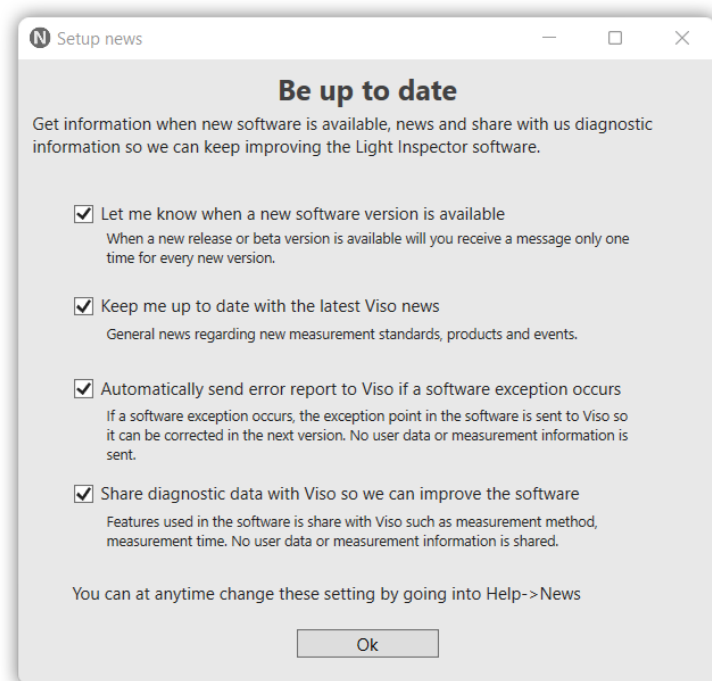 N Setup news
Be up to date
Get information when new software is available, news and share with us diagnostic
information so we can keep improving the Light Inspector software.
Let me know when a new software version is available
When a new release or beta version is available will you receive a message only one
time for every new version.
Keep me up to date with the latest Viso news
General news regarding new measurement standards, products and events.
Automatically send error report to Viso if a software exception occurs
If a software exception occurs, the exception point in the software is sent to Viso so
it can be corrected in the next version. No user data or measurement information is
sent.
Share diagnostic data with Viso so we can improve the software
Features used in the software is share with Viso such as measurement method,
measurement time. No user data or measurement information is shared.
You can at anytime change these setting by going into Help->News
Ok